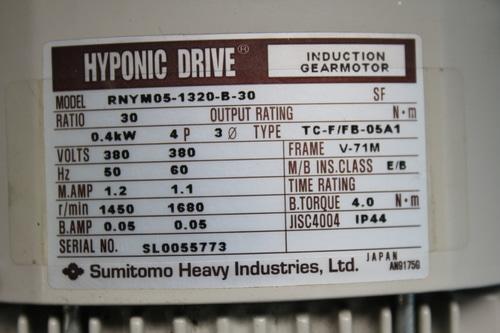 HYPONIC DRIVE® INDUCTION GEARMOTOR
MODEL RNYM05-1320-B-30 SF
RATIO 30 OUTPUT RATING N·m
0.4kW 4 P 3 Ø TYPE TC-F/FB-05A1
VOLTS 380 380 FRAME V-71M
Hz 50 60 M/B INS.CLASS E/B
M.AMP 1.2 1.1 TIME RATING
r/min 1450 1680 B.TORQUE 4.0 N·m
B.AMP 0.05 0.05 JISC4004 IP44
SERIAL NO. SL0055773
Sumitomo Heavy Industries, Ltd. JAPAN AN9175G